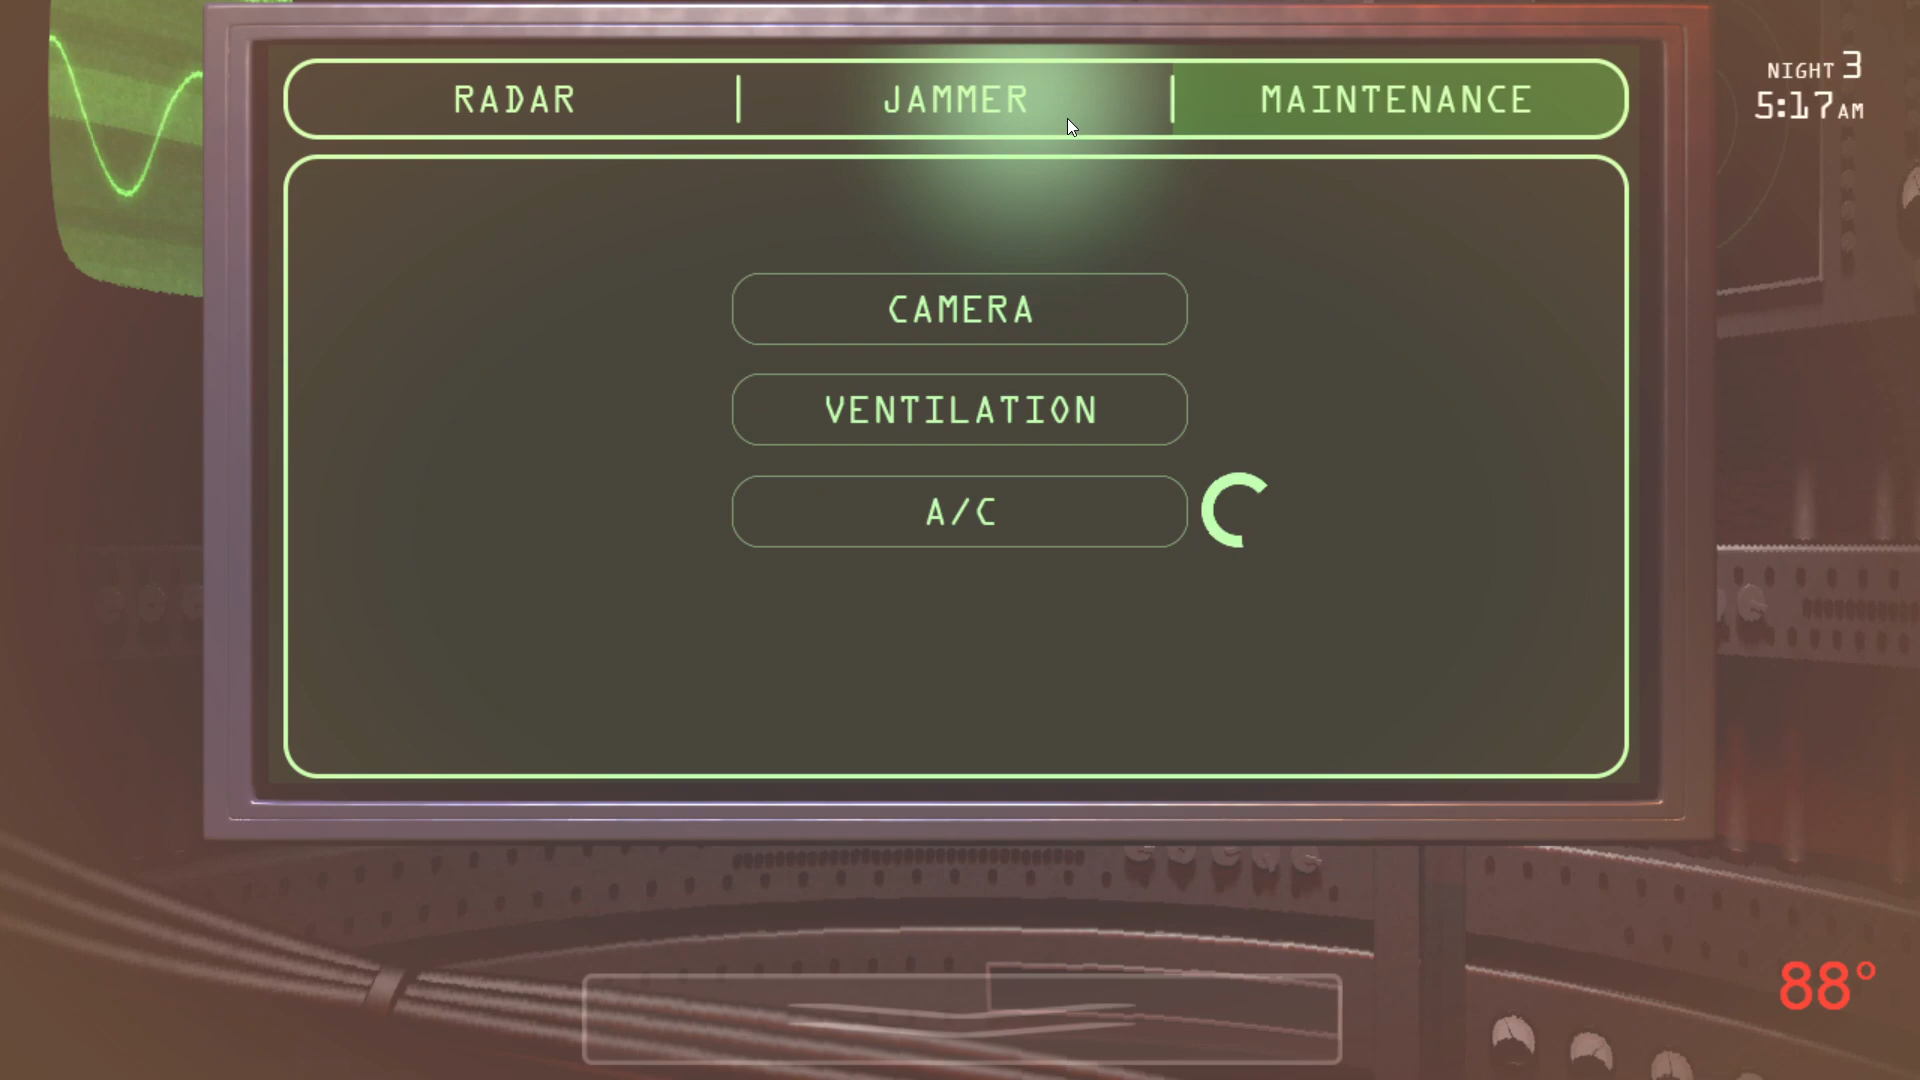 RADAR
JAMMER
MAINTENANCE
NIGHT 3
5:17AM
CAMERA
VENTILATION
A/C
88°